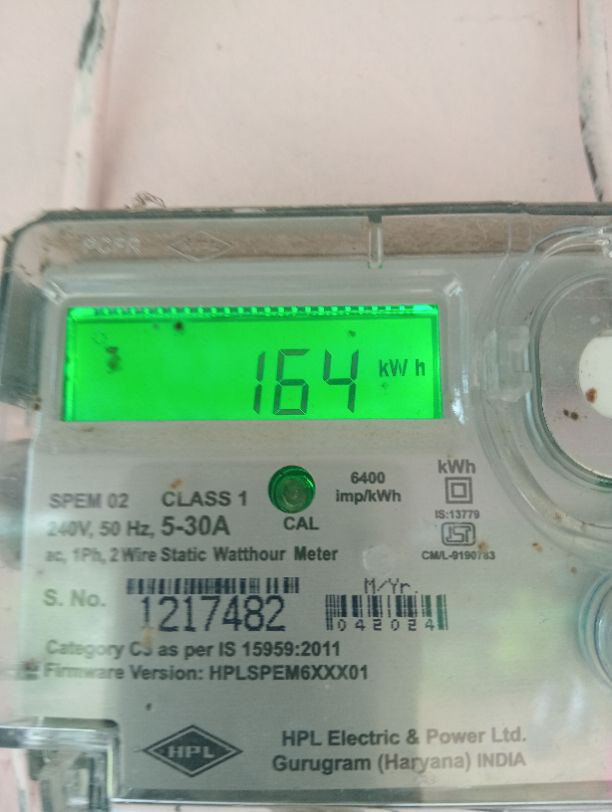 164 kWh
kWh
6400
imp/kWh
IS:13779
SPEM 02 CLASS 1
CAL
240V, 50 Hz, 5-30A
CM/L-9190783
ac, 1Ph, 2 Wire Static Watthour Meter
M/Yr.
S. No. 1217482
042024
Category C3 as per IS 15959:2011
Firmware Version: HPLSPEM6XXX01
HPL
HPL Electric & Power Ltd.
Gurugram (Haryana) INDIA